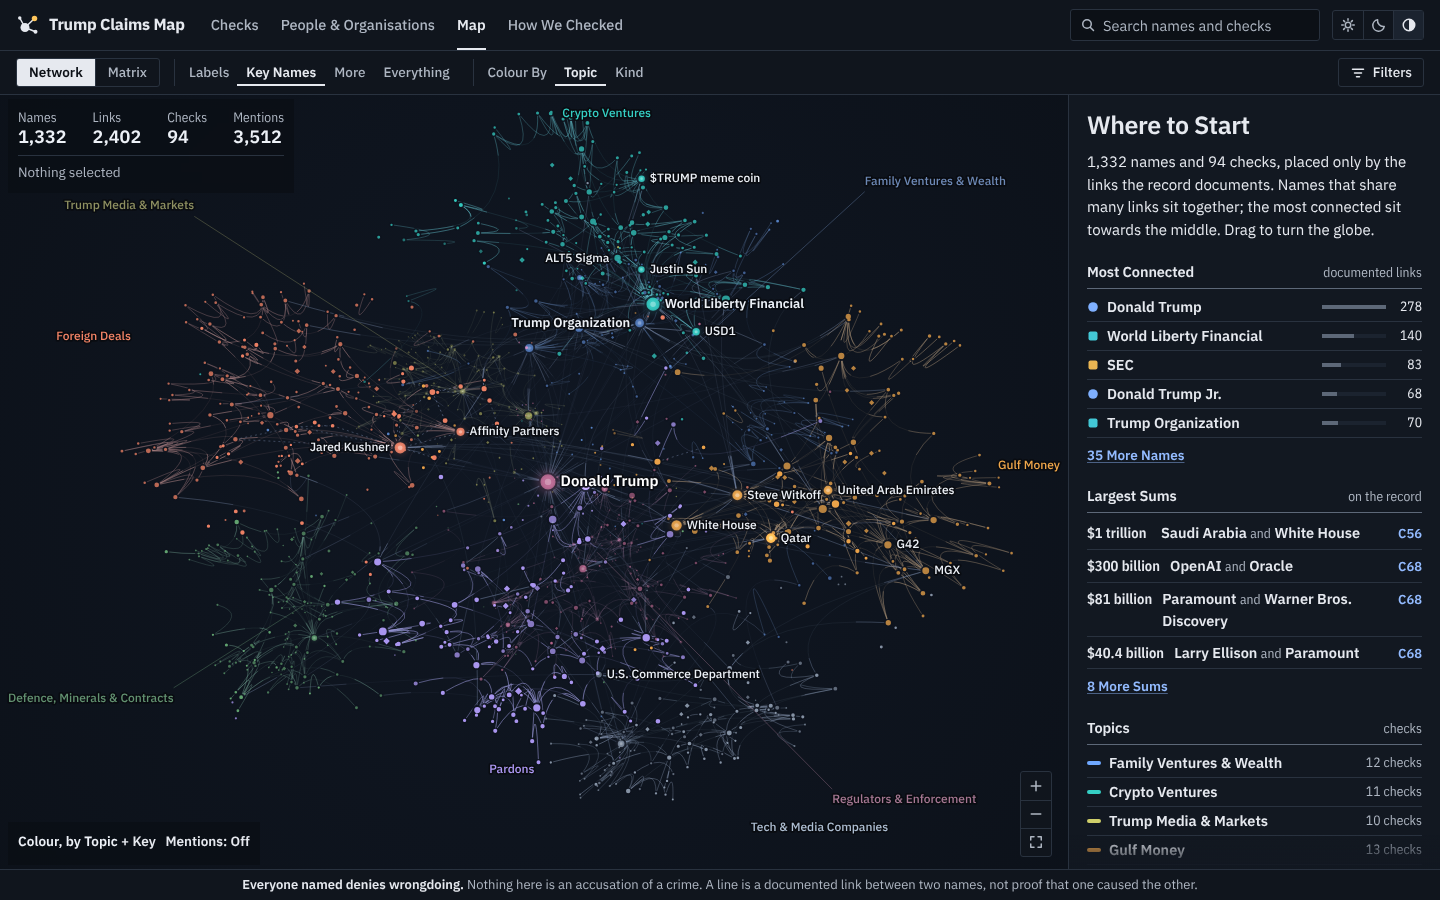 Trump Claims Map
Checks
People & Organisations
Map
How We Checked
Search names and checks
Network
Matrix
Labels
Key Names
More
Everything
Colour By
Topic
Kind
Filters
Names
Links
Checks
Mentions
1,332
2,402
94
3,512
Nothing selected
Crypto Ventures
$TRUMP meme coin
Family Ventures & Wealth
Trump Media & Markets
ALT5 Sigma
Justin Sun
World Liberty Financial
Trump Organization
USD1
Foreign Deals
Affinity Partners
Jared Kushner
Gulf Money
Donald Trump
Steve Witkoff
United Arab Emirates
White House
Qatar
G42
MGX
U.S. Commerce Department
Defence, Minerals & Contracts
Pardons
Regulators & Enforcement
Tech & Media Companies
Colour, by Topic + Key
Mentions: Off
Where to Start
1,332 names and 94 checks, placed only by the
links the record documents. Names that share
many links sit together; the most connected sit
towards the middle. Drag to turn the globe.
Most Connected
documented links
Donald Trump
278
World Liberty Financial
140
SEC
83
Donald Trump Jr.
68
Trump Organization
70
35 More Names
Largest Sums
on the record
$1 trillion Saudi Arabia and White House C56
$300 billion OpenAI and Oracle C68
$81 billion Paramount and Warner Bros. C68
Discovery
$40.4 billion Larry Ellison and Paramount C68
8 More Sums
Topics
checks
Family Ventures & Wealth 12 checks
Crypto Ventures 11 checks
Trump Media & Markets 10 checks
Gulf Money 13 checks
Everyone named denies wrongdoing. Nothing here is an accusation of a crime. A line is a documented link between two names, not proof that one caused the other.